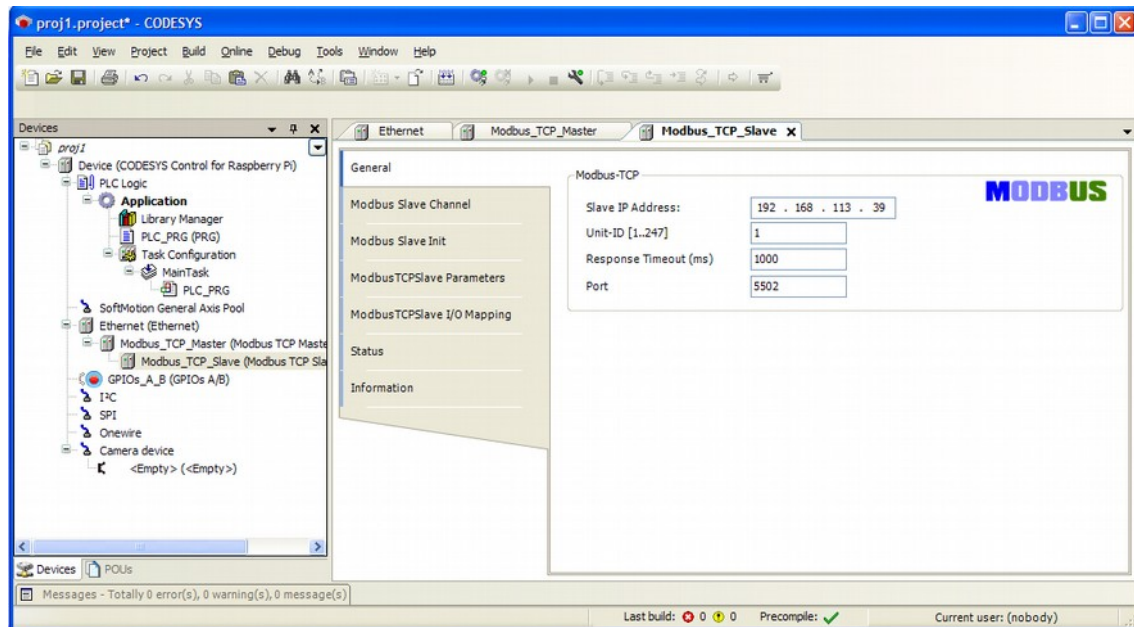 proj1.project* - CODESYS
File Edit View Project Build Online Debug Tools Window Help
Devices
proj1
Device (CODESYS Control for Raspberry Pi)
PLC Logic
Application
Library Manager
PLC_PRG (PRG)
Task Configuration
MainTask
PLC_PRG
SoftMotion General Axis Pool
Ethernet (Ethernet)
Modbus_TCP_Master (Modbus TCP Maste
Modbus_TCP_Slave (Modbus TCP Sla
GPIOs_A_B (GPIOs A/B)
I²C
SPI
Onewire
Camera device
<Empty> (<Empty>)
Devices POUs
Ethernet Modbus_TCP_Master Modbus_TCP_Slave
General
Modbus Slave Channel
Modbus Slave Init
ModbusTCPSlave Parameters
ModbusTCPSlave I/O Mapping
Status
Information
Modbus-TCP
MODBUS
Slave IP Address: 192 . 168 . 113 . 39
Unit-ID [1..247] 1
Response Timeout (ms) 1000
Port 5502
Messages - Totally 0 error(s), 0 warning(s), 0 message(s)
Last build: 0 0 Precompile: Current user: (nobody)